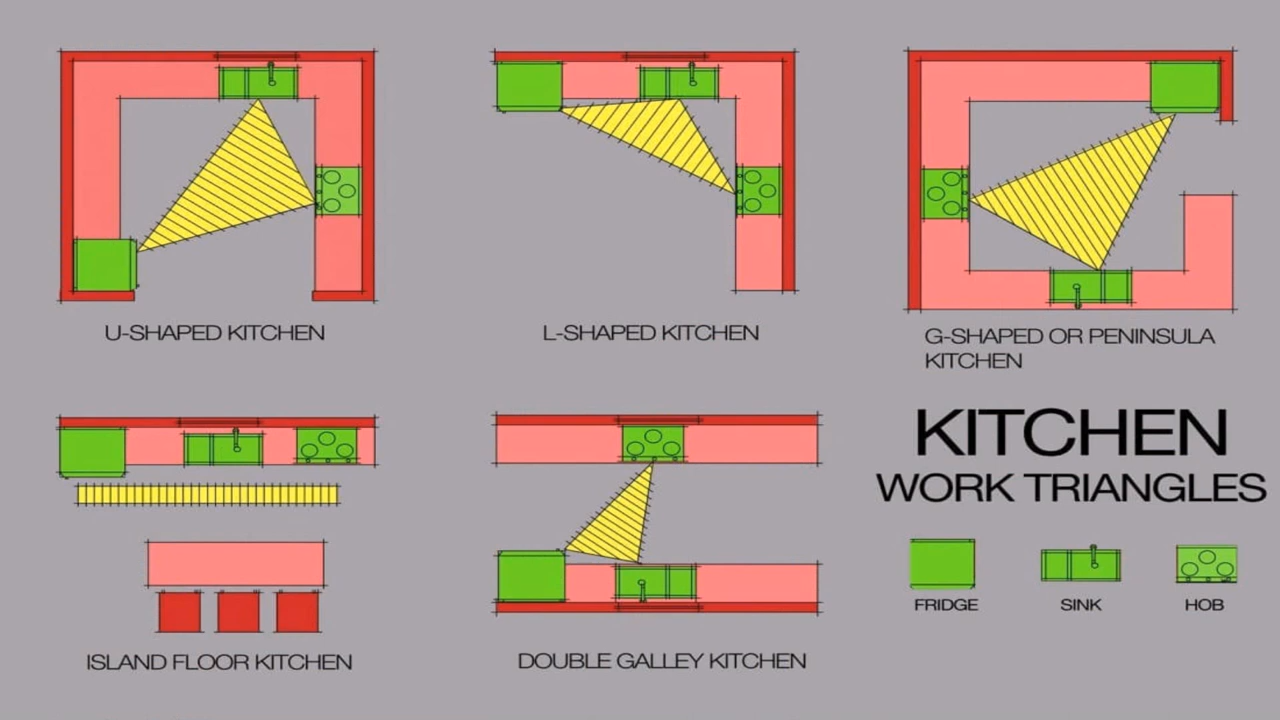 U-SHAPED KITCHEN
L-SHAPED KITCHEN
G-SHAPED OR PENINSULA
KITCHEN
ISLAND FLOOR KITCHEN
DOUBLE GALLEY KITCHEN
KITCHEN
WORK TRIANGLES
FRIDGE
SINK
HOB